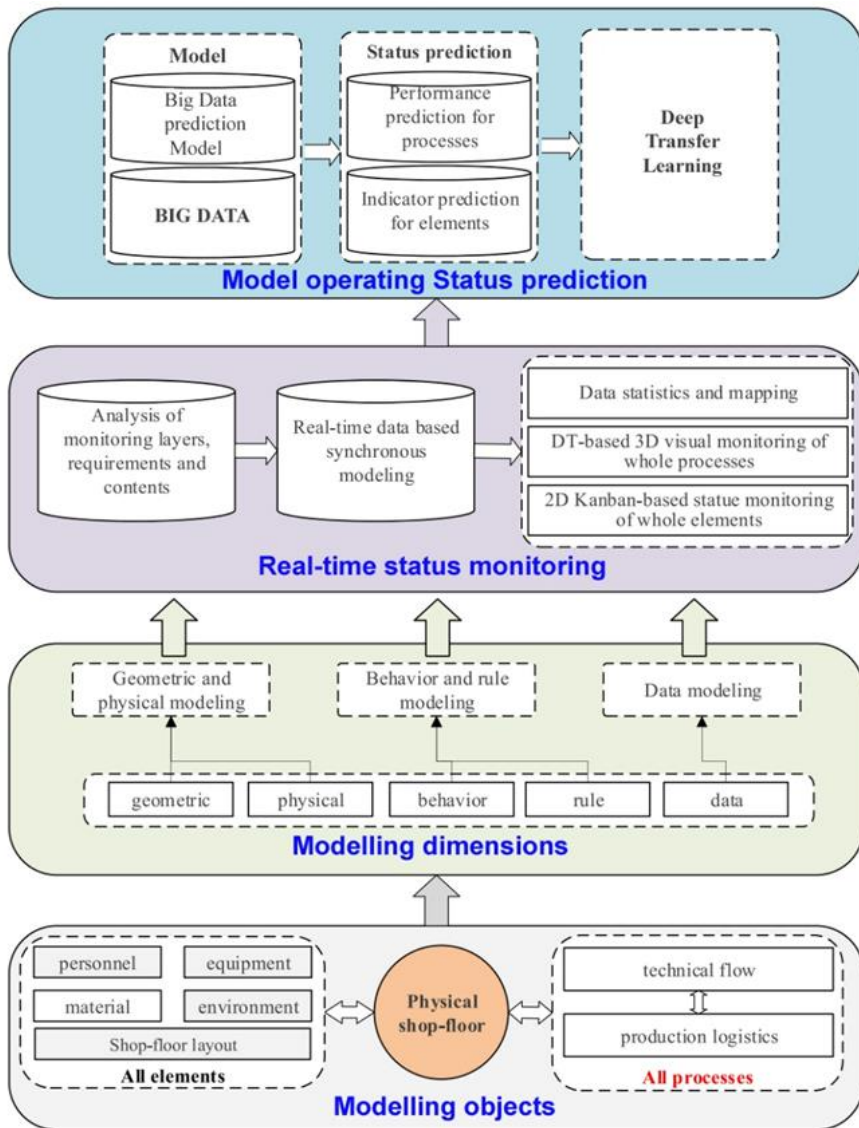 Model
Big Data
prediction
Model
BIG DATA
Status prediction
Performance
prediction for
processes
Indicator prediction
for elements
Deep
Transfer
Learning
Model operating Status prediction
Analysis of
monitoring layers,
requirements and
contents
Real-time data based
synchronous
modeling
Data statistics and mapping
DT-based 3D visual monitoring of
whole processes
2D Kanban-based statue monitoring
of whole elements
Real-time status monitoring
Geometric and
physical modeling
Behavior and rule
modeling
Data modeling
geometric
physical
behavior
rule
data
Modelling dimensions
personnel
equipment
material
environment
Shop-floor layout
All elements
Physical
shop-floor
technical flow
production logistics
All processes
Modelling objects